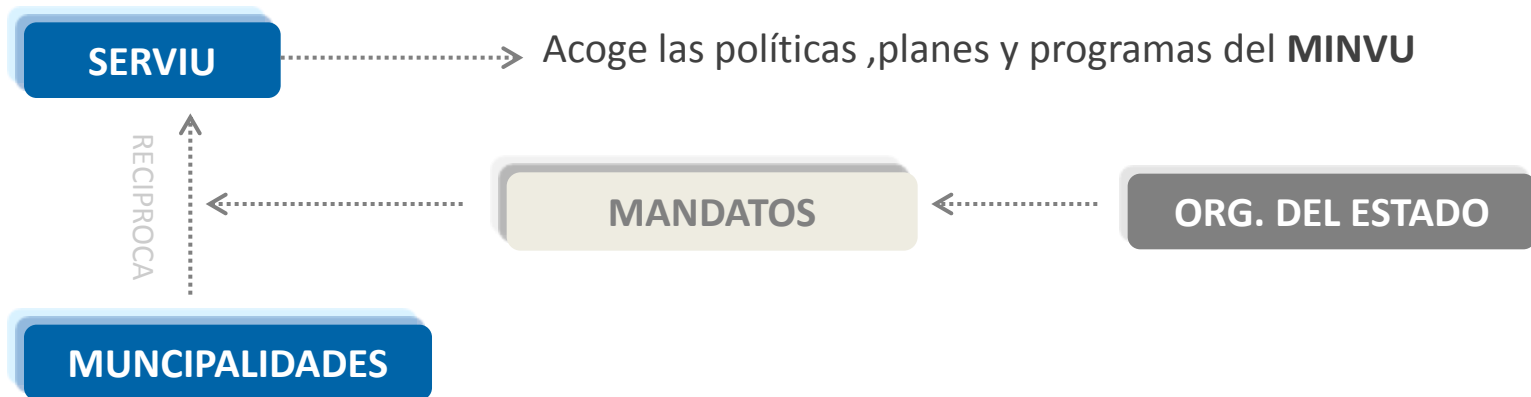 SERVIU
Acoge las políticas ,planes y programas del MINVU
RECIPROCA
MANDATOS
ORG. DEL ESTADO
MUNCIPALIDADES